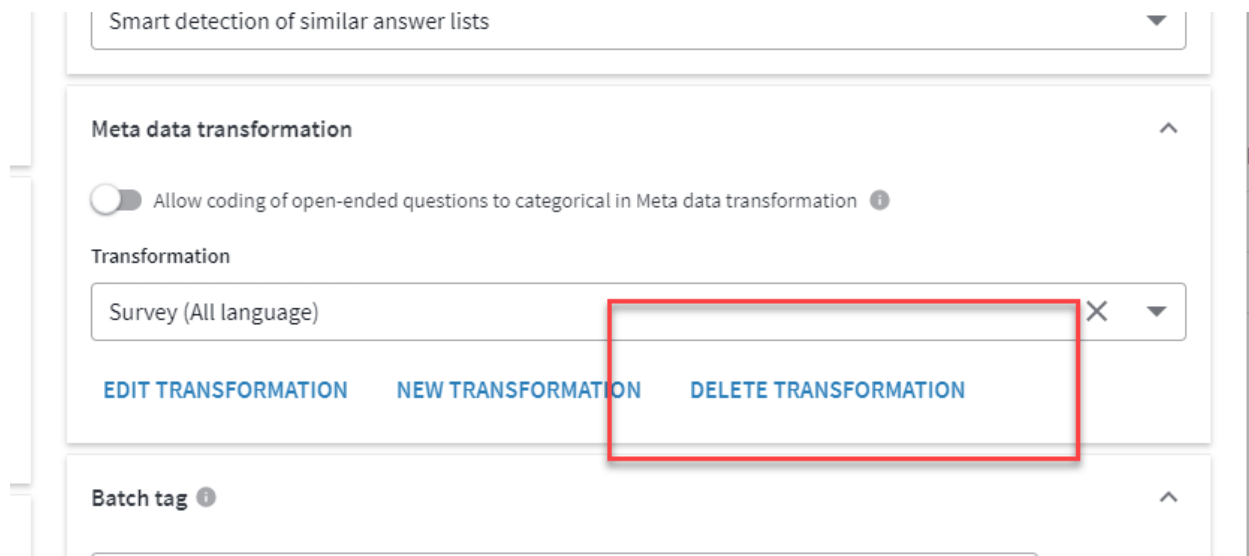 Smart detection of similar answer lists
Meta data transformation
Allow coding of open-ended questions to categorical in Meta data transformation
Transformation
Survey (All language)
EDIT TRANSFORMATION NEW TRANSFORMATION DELETE TRANSFORMATION
Batch tag